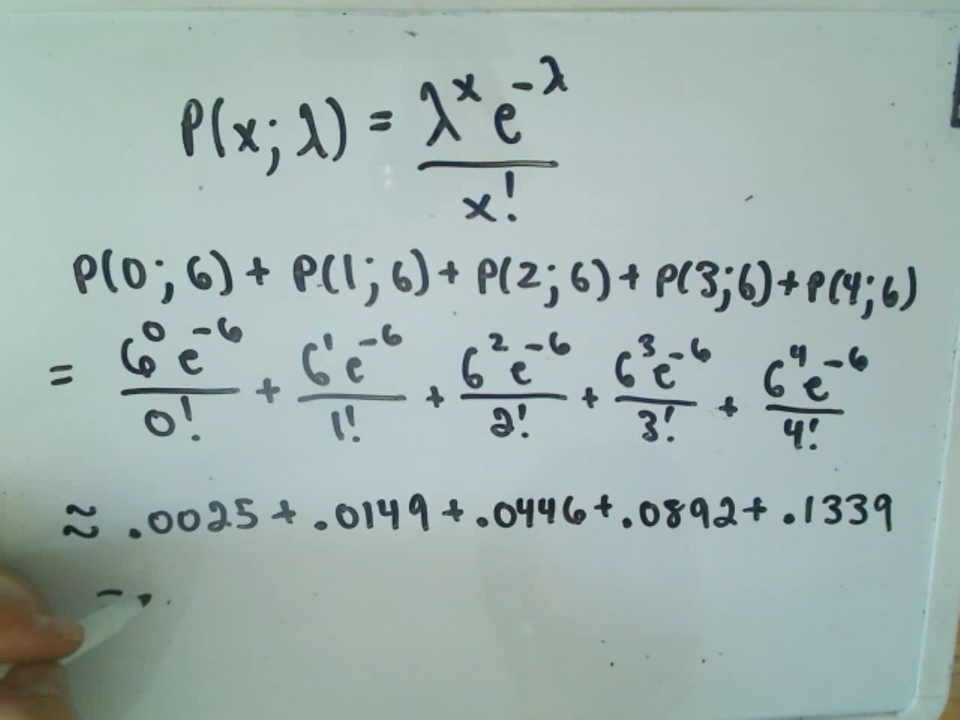 P(x; λ) = λ^x e^-λ / x!
P(0; 6) + P(1; 6) + P(2; 6) + P(3; 6) + P(4; 6)
= 6^0 e^-6 / 0! + 6^1 e^-6 / 1! + 6^2 e^-6 / 2! + 6^3 e^-6 / 3! + 6^4 e^-6 / 4!
≈ .0025 + .0149 + .0446 + .0892 + .1339